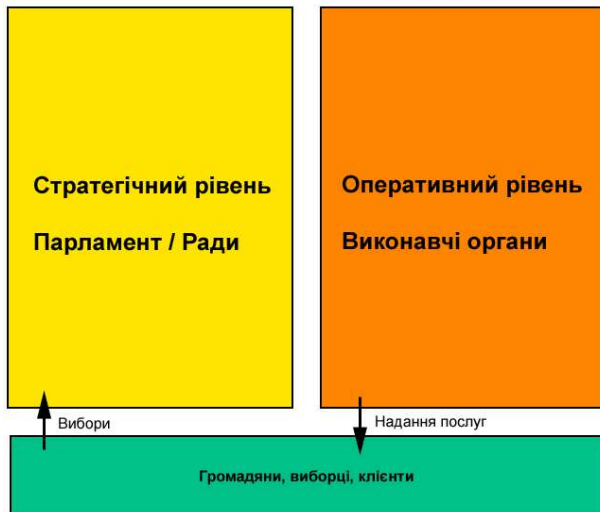 Стратегічний рівень
Парламент / Ради
Оперативний рівень
Виконавчі органи
Вибори
Надання послуг
Громадяни, виборці, клієнти